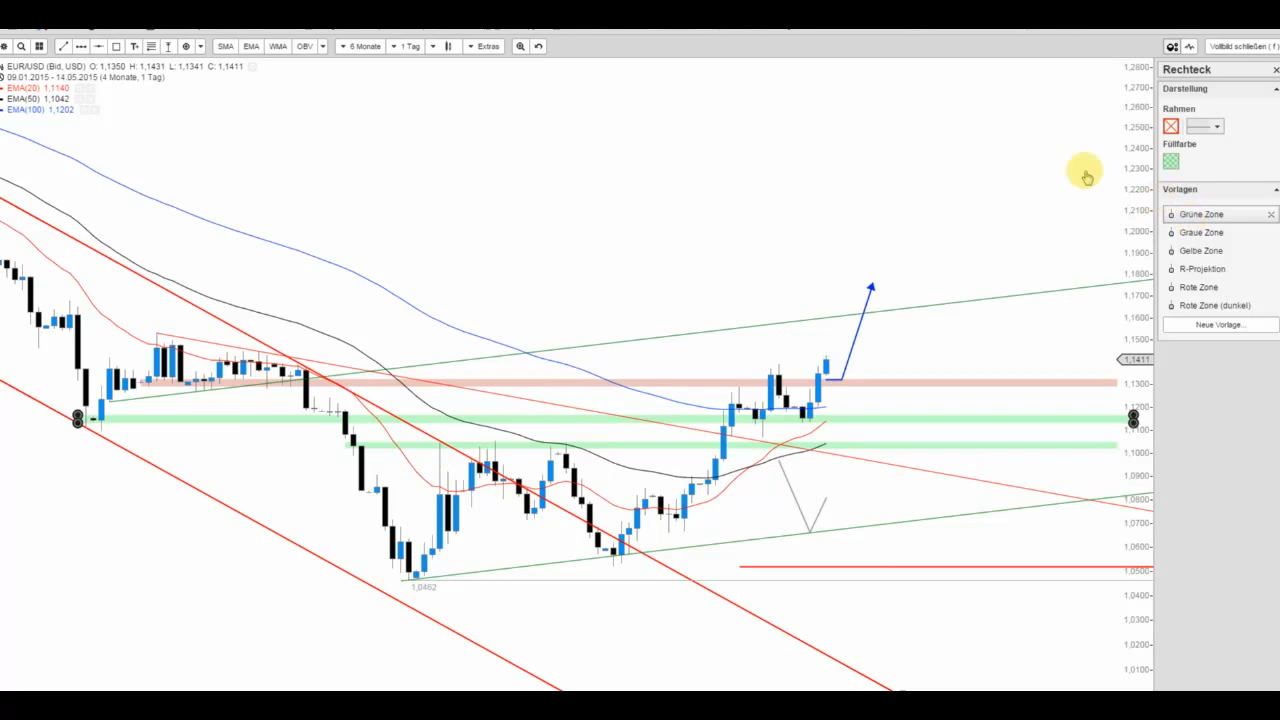 SMA EMA WMA OBV 6 Monate 1 Tag Extras Vollbild schließen ( f )
EUR/USD (Bid, USD) O: 1,1350 H: 1,1431 L: 1,1341 C: 1,1411
09.01.2015 - 14.05.2015 (4 Monate, 1 Tag)
EMA(20) 1,1140
EMA(50) 1,1042
EMA(100) 1,1202
1,2800
1,2700
1,2600
1,2500
1,2400
1,2300
1,2200
1,2100
1,2000
1,1900
1,1800
1,1700
1,1600
1,1500
1,1411
1,1300
1,1200
1,1100
1,1000
1,0900
1,0800
1,0700
1,0600
1,0500
1,0400
1,0300
1,0200
1,0100
1,0462
Rechteck
Darstellung
Rahmen
Füllfarbe
Vorlagen
Grüne Zone
Graue Zone
Gelbe Zone
R-Projektion
Rote Zone
Rote Zone (dunkel)
Neue Vorlage...